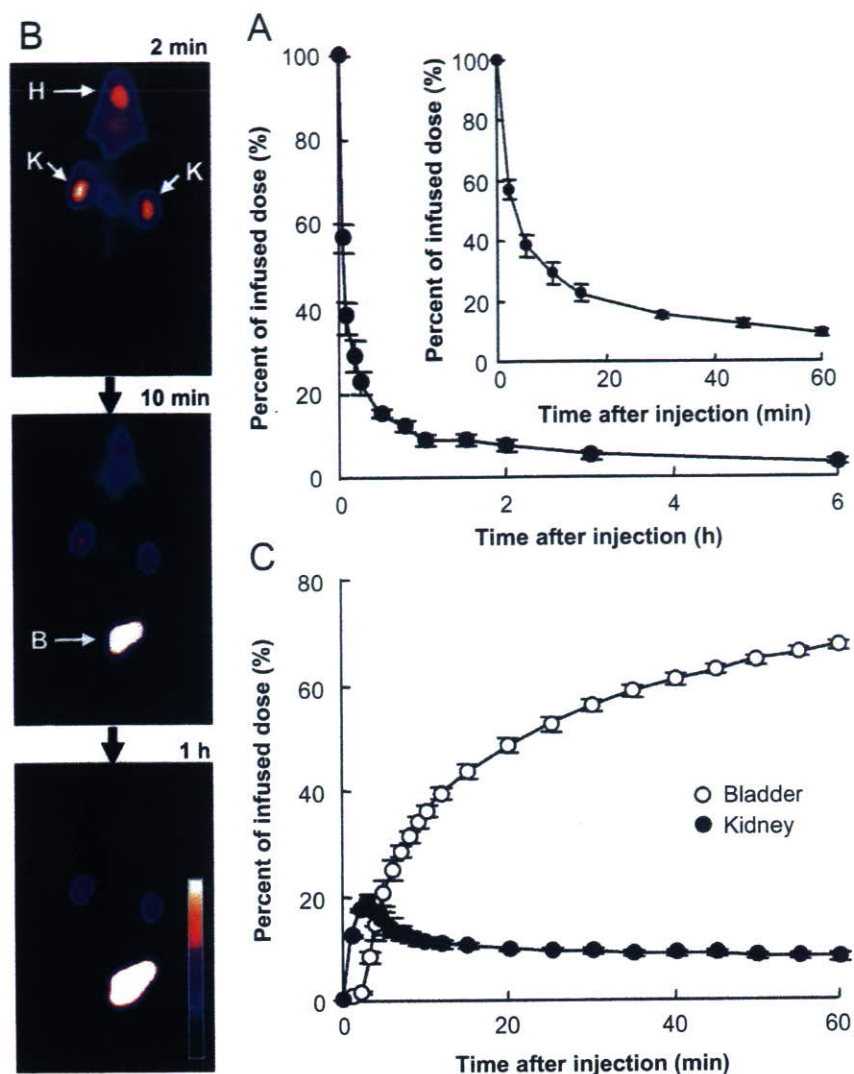 B
2 min
H
K
K
10 min
B
1 h
A
Percent of infused dose (%)
100
80
60
40
20
0
0
2
4
6
Time after injection (h)
Percent of infused dose (%)
100
80
60
40
20
0
0
20
40
60
Time after injection (min)
C
Percent of infused dose (%)
80
60
40
20
0
0
20
40
60
Bladder
Kidney
Time after injection (min)